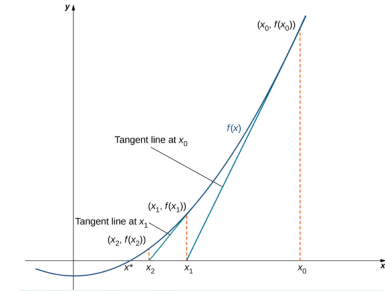 y
(x₀, f(x₀))
f(x)
Tangent line at x₀
(x₁, f(x₁))
Tangent line at x₁
(x₂, f(x₂))
x* x₂ x₁ x₀ x